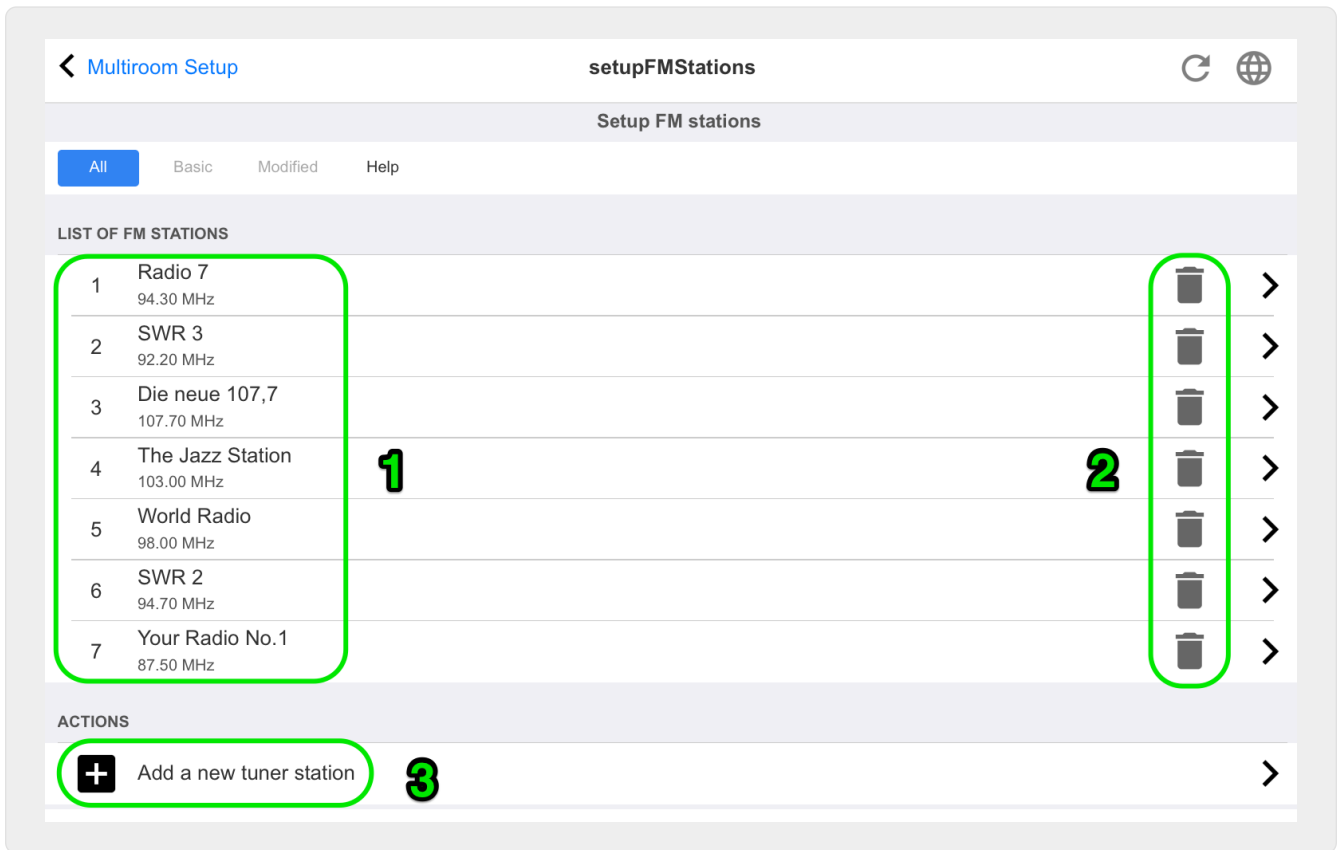 Multiroom Setup
setupFMStations
Setup FM stations
All Basic Modified Help
LIST OF FM STATIONS
1 Radio 7
94.30 MHz
2 SWR 3
92.20 MHz
3 Die neue 107,7
107.70 MHz
4 The Jazz Station
103.00 MHz
5 World Radio
98.00 MHz
6 SWR 2
94.70 MHz
7 Your Radio No.1
87.50 MHz
1
2
ACTIONS
Add a new tuner station
3